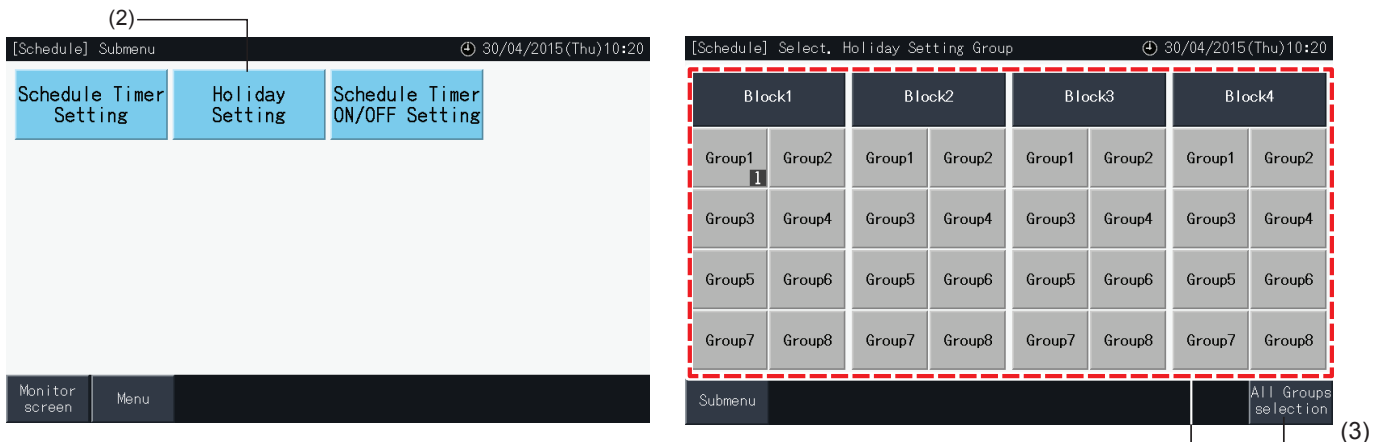 (2)
[Schedule] Submenu 30/04/2015(Thu)10:20
Schedule Timer
Setting
Holiday
Setting
Schedule Timer
ON/OFF Setting
Monitor
screen
Menu
[Schedule] Select. Holiday Setting Group 30/04/2015(Thu)10:20
Block1 Block2 Block3 Block4
Group1 Group2 Group1 Group2 Group1 Group2 Group1 Group2
1
Group3 Group4 Group3 Group4 Group3 Group4 Group3 Group4
Group5 Group6 Group5 Group6 Group5 Group6 Group5 Group6
Group7 Group8 Group7 Group8 Group7 Group8 Group7 Group8
Submenu
All Groups
selection
(3)